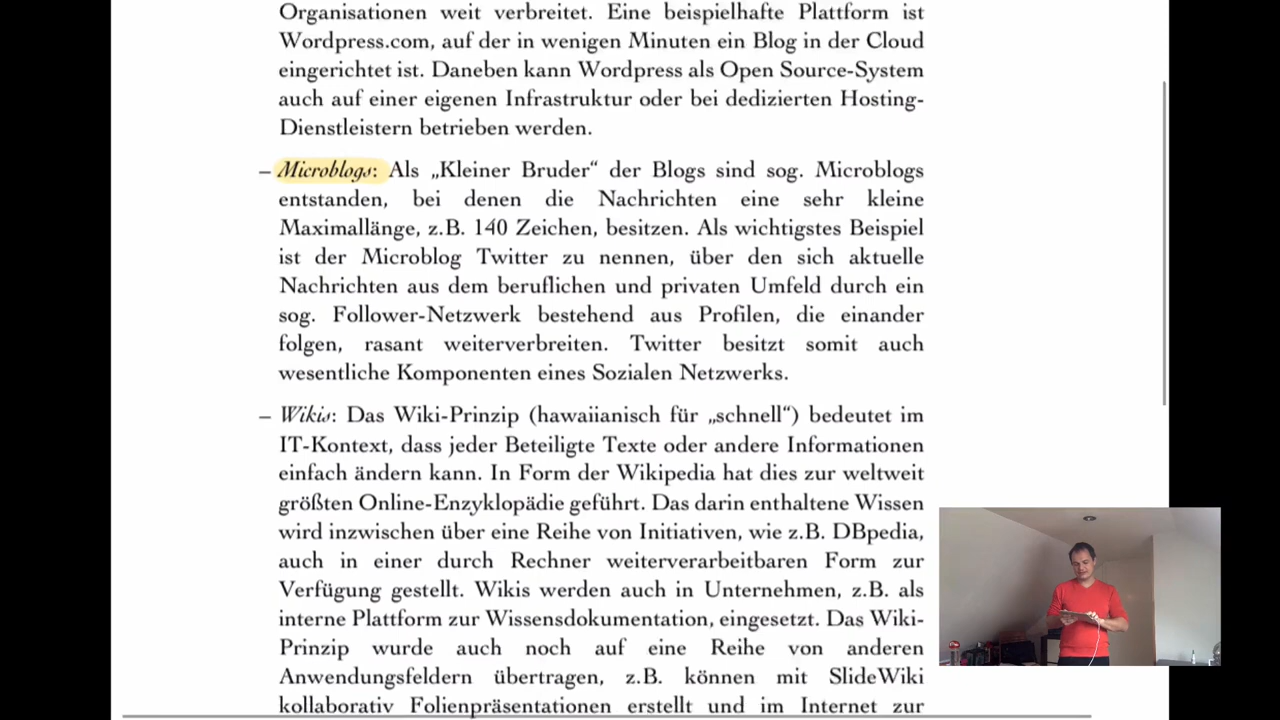 Organisationen weit verbreitet. Eine beispielhafte Plattform ist
Wordpress.com, auf der in wenigen Minuten ein Blog in der Cloud
eingerichtet ist. Daneben kann Wordpress als Open Source-System
auch auf einer eigenen Infrastruktur oder bei dedizierten Hosting-
Dienstleistern betrieben werden.
– Microblogs: Als „Kleiner Bruder“ der Blogs sind sog. Microblogs
entstanden, bei denen die Nachrichten eine sehr kleine
Maximallänge, z.B. 140 Zeichen, besitzen. Als wichtigstes Beispiel
ist der Microblog Twitter zu nennen, über den sich aktuelle
Nachrichten aus dem beruflichen und privaten Umfeld durch ein
sog. Follower-Netzwerk bestehend aus Profilen, die einander
folgen, rasant weiterverbreiten. Twitter besitzt somit auch
wesentliche Komponenten eines Sozialen Netzwerks.
– Wikis: Das Wiki-Prinzip (hawaiianisch für „schnell“) bedeutet im
IT-Kontext, dass jeder Beteiligte Texte oder andere Informationen
einfach ändern kann. In Form der Wikipedia hat dies zur weltweit
größten Online-Enzyklopädie geführt. Das darin enthaltene Wissen
wird inzwischen über eine Reihe von Initiativen, wie z.B. DBpedia,
auch in einer durch Rechner weiterverarbeitbaren Form zur
Verfügung gestellt. Wikis werden auch in Unternehmen, z.B. als
interne Plattform zur Wissensdokumentation, eingesetzt. Das Wiki-
Prinzip wurde auch noch auf eine Reihe von anderen
Anwendungsfeldern übertragen, z.B. können mit SlideWiki
kollaborativ Folienpräsentationen erstellt und im Internet zur